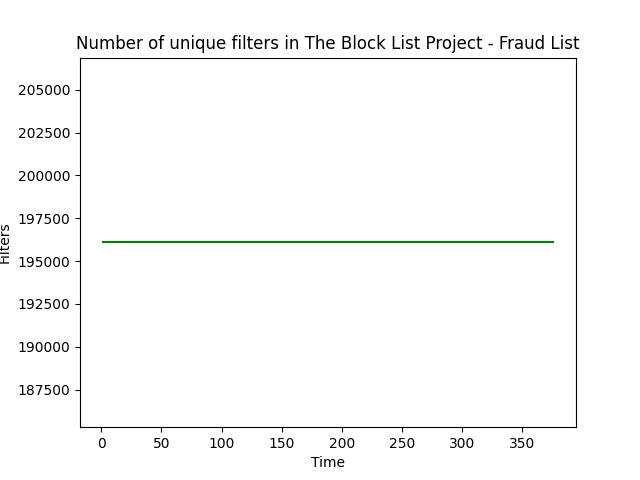 Number of unique filters in The Block List Project - Fraud List
205000
202500
200000
197500
195000
192500
190000
187500
Filters
0 50 100 150 200 250 300 350
Time